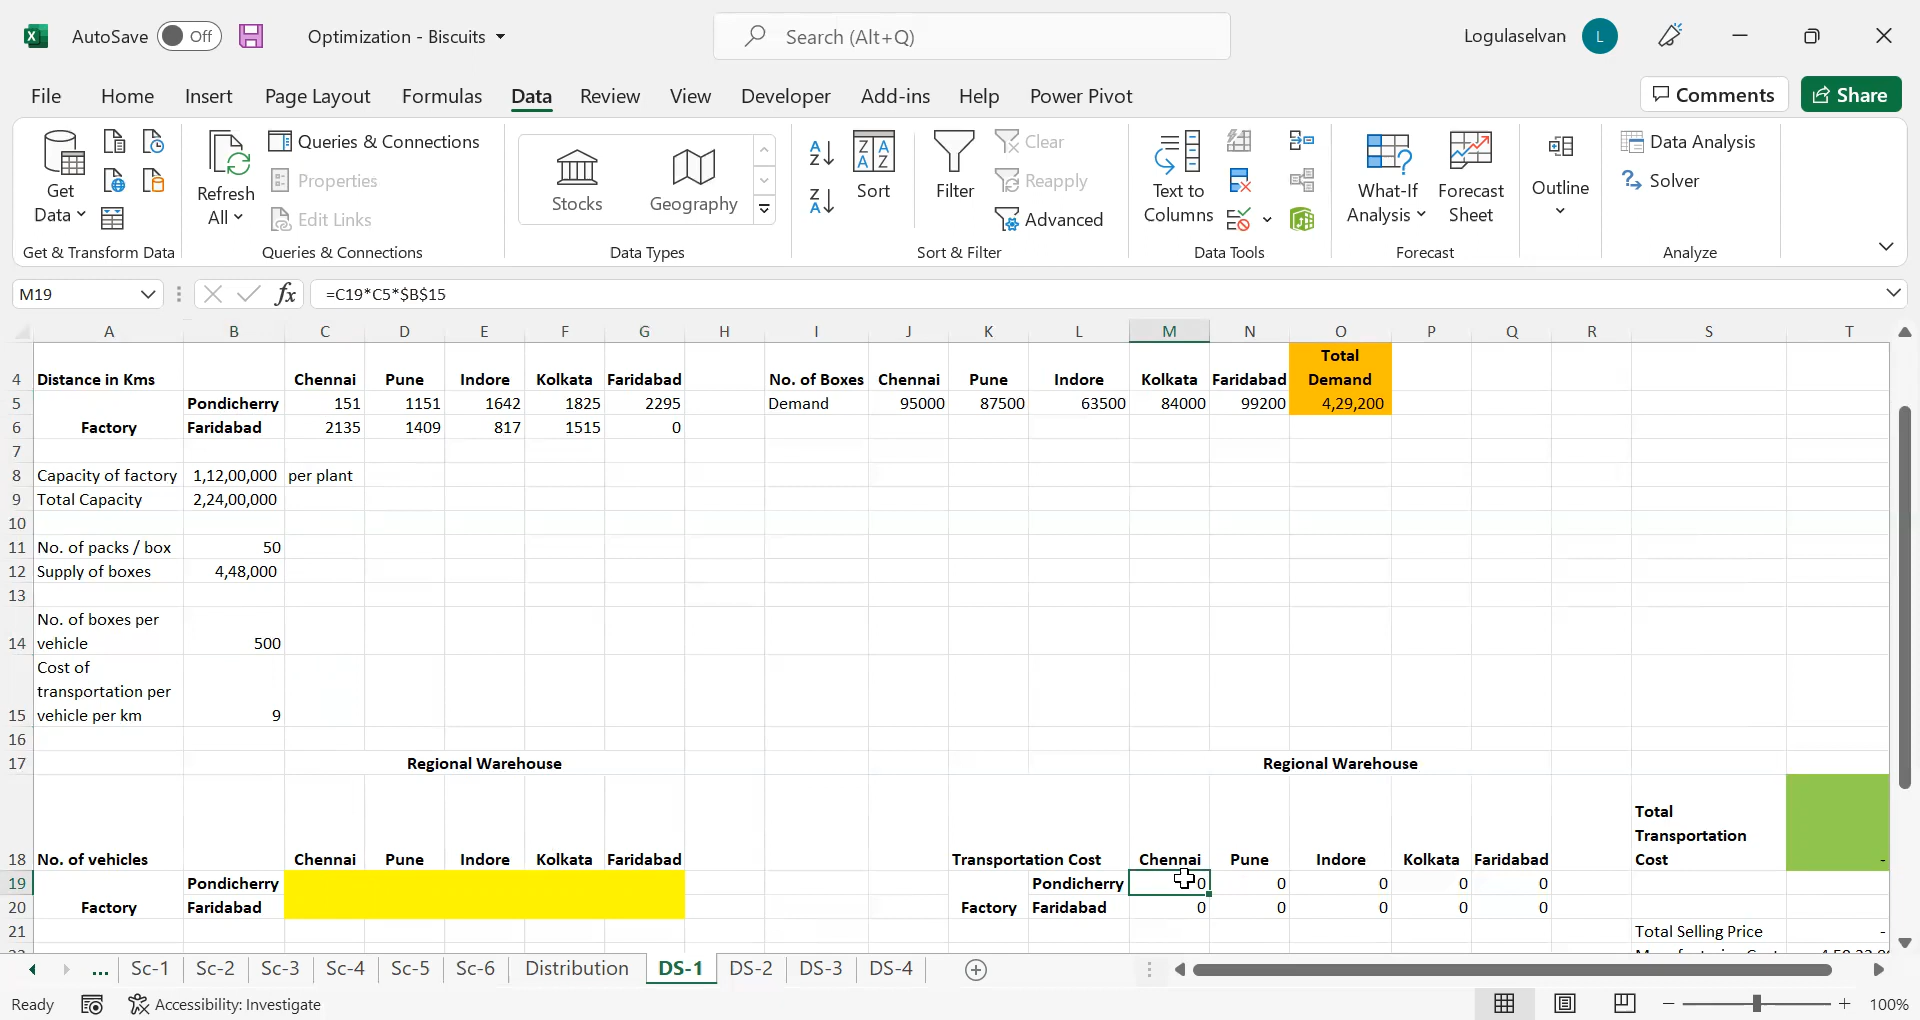 AutoSave Off Optimization - Biscuits Search (Alt+Q) Logulaselvan L
File Home Insert Page Layout Formulas Data Review View Developer Add-ins Help Power Pivot Comments Share
Get Data
Refresh All
Queries & Connections
Properties
Edit Links
Stocks
Geography
Sort
Filter
Clear
Reapply
Advanced
Text to Columns
What-If Analysis
Forecast Sheet
Outline
Data Analysis
Solver
Get & Transform Data Queries & Connections Data Types Sort & Filter Data Tools Forecast Analyze
M19 fx =C19*C5*$B$15
A B C D E F G H I J K L M N O P Q R S T
4 Distance in Kms Chennai Pune Indore Kolkata Faridabad No. of Boxes Chennai Pune Indore Kolkata Faridabad Total Demand
5 Pondicherry 151 1151 1642 1825 2295 Demand 95000 87500 63500 84000 99200 4,29,200
6 Factory Faridabad 2135 1409 817 1515 0
7
8 Capacity of factory 1,12,00,000 per plant
9 Total Capacity 2,24,00,000
10
11 No. of packs / box 50
12 Supply of boxes 4,48,000
13
14 No. of boxes per vehicle 500
15 Cost of transportation per vehicle per km 9
16
17 Regional Warehouse Regional Warehouse
18 No. of vehicles Chennai Pune Indore Kolkata Faridabad Transportation Cost Chennai Pune Indore Kolkata Faridabad Total Transportation Cost -
19 Pondicherry Pondicherry 0 0 0 0 0
20 Factory Faridabad Factory Faridabad 0 0 0 0 0
21 Total Selling Price -
... Sc-1 Sc-2 Sc-3 Sc-4 Sc-5 Sc-6 Distribution DS-1 DS-2 DS-3 DS-4
Ready Accessibility: Investigate 100%